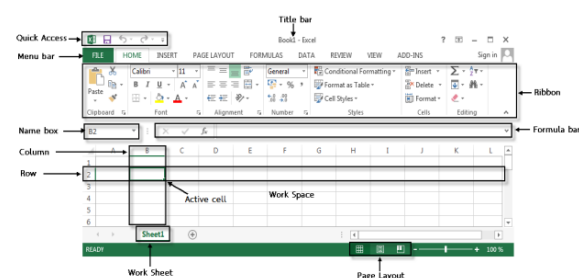 Title bar
Quick Access
Book1 - Excel
Menu bar
FILE HOME INSERT PAGE LAYOUT FORMULAS DATA REVIEW VIEW ADD-INS Sign in
Calibri 11 General Conditional Formatting Insert
Paste B I U Format as Table Delete
Cell Styles Format
Clipboard Font Alignment Number Styles Cells Editing
Ribbon
Name box
B2
fx
Formula bar
Column
A B C D E F G H I J K L
Row
1
2
3
4
5
6
Active cell
Work Space
Sheet1
READY
100%
Work Sheet
Page Layout